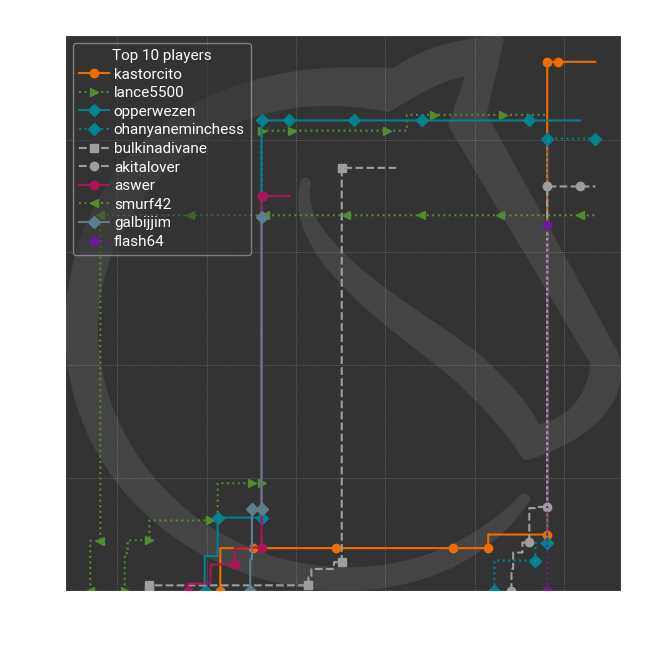 Top 10 players
kastorcito
lance5500
opperwezen
ohanyaneminchess
bulkinadivane
akitalover
aswer
smurf42
galbijjim
flash64